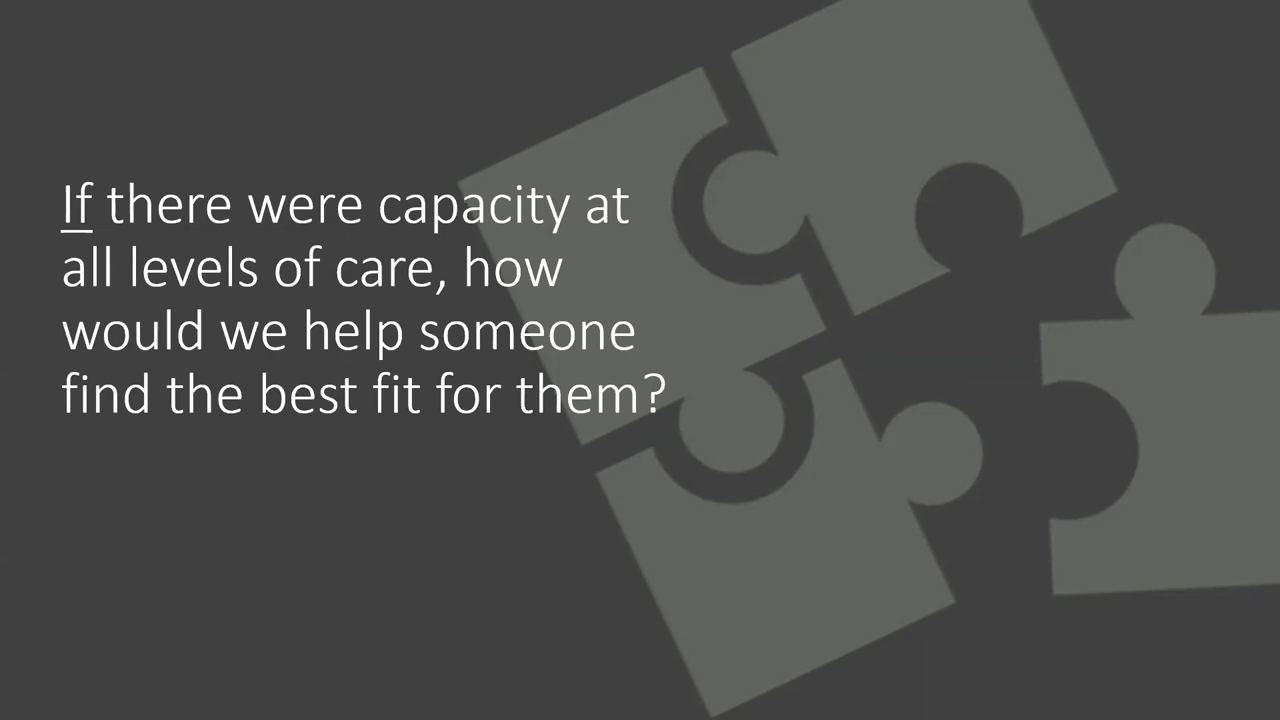 If there were capacity at
all levels of care, how
would we help someone
find the best fit for them?